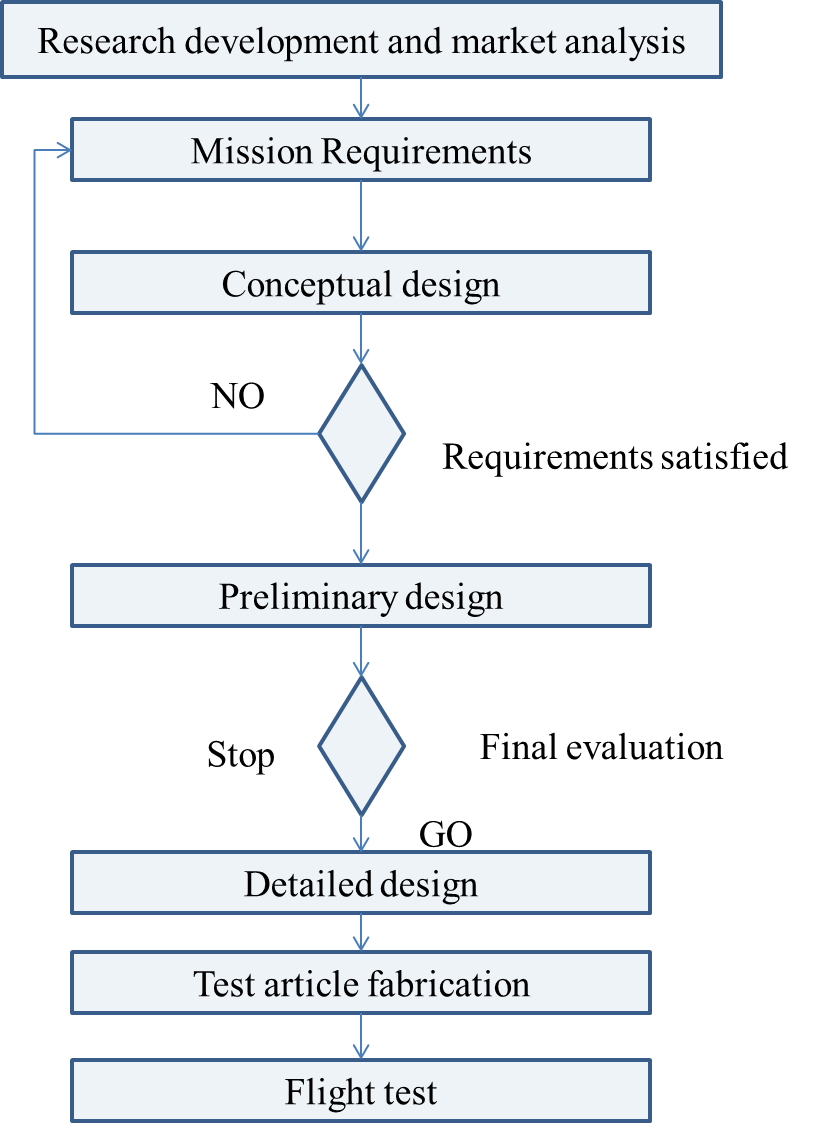 Research development and market analysis
Mission Requirements
Conceptual design
NO
Requirements satisfied
Preliminary design
Stop
Final evaluation
GO
Detailed design
Test article fabrication
Flight test